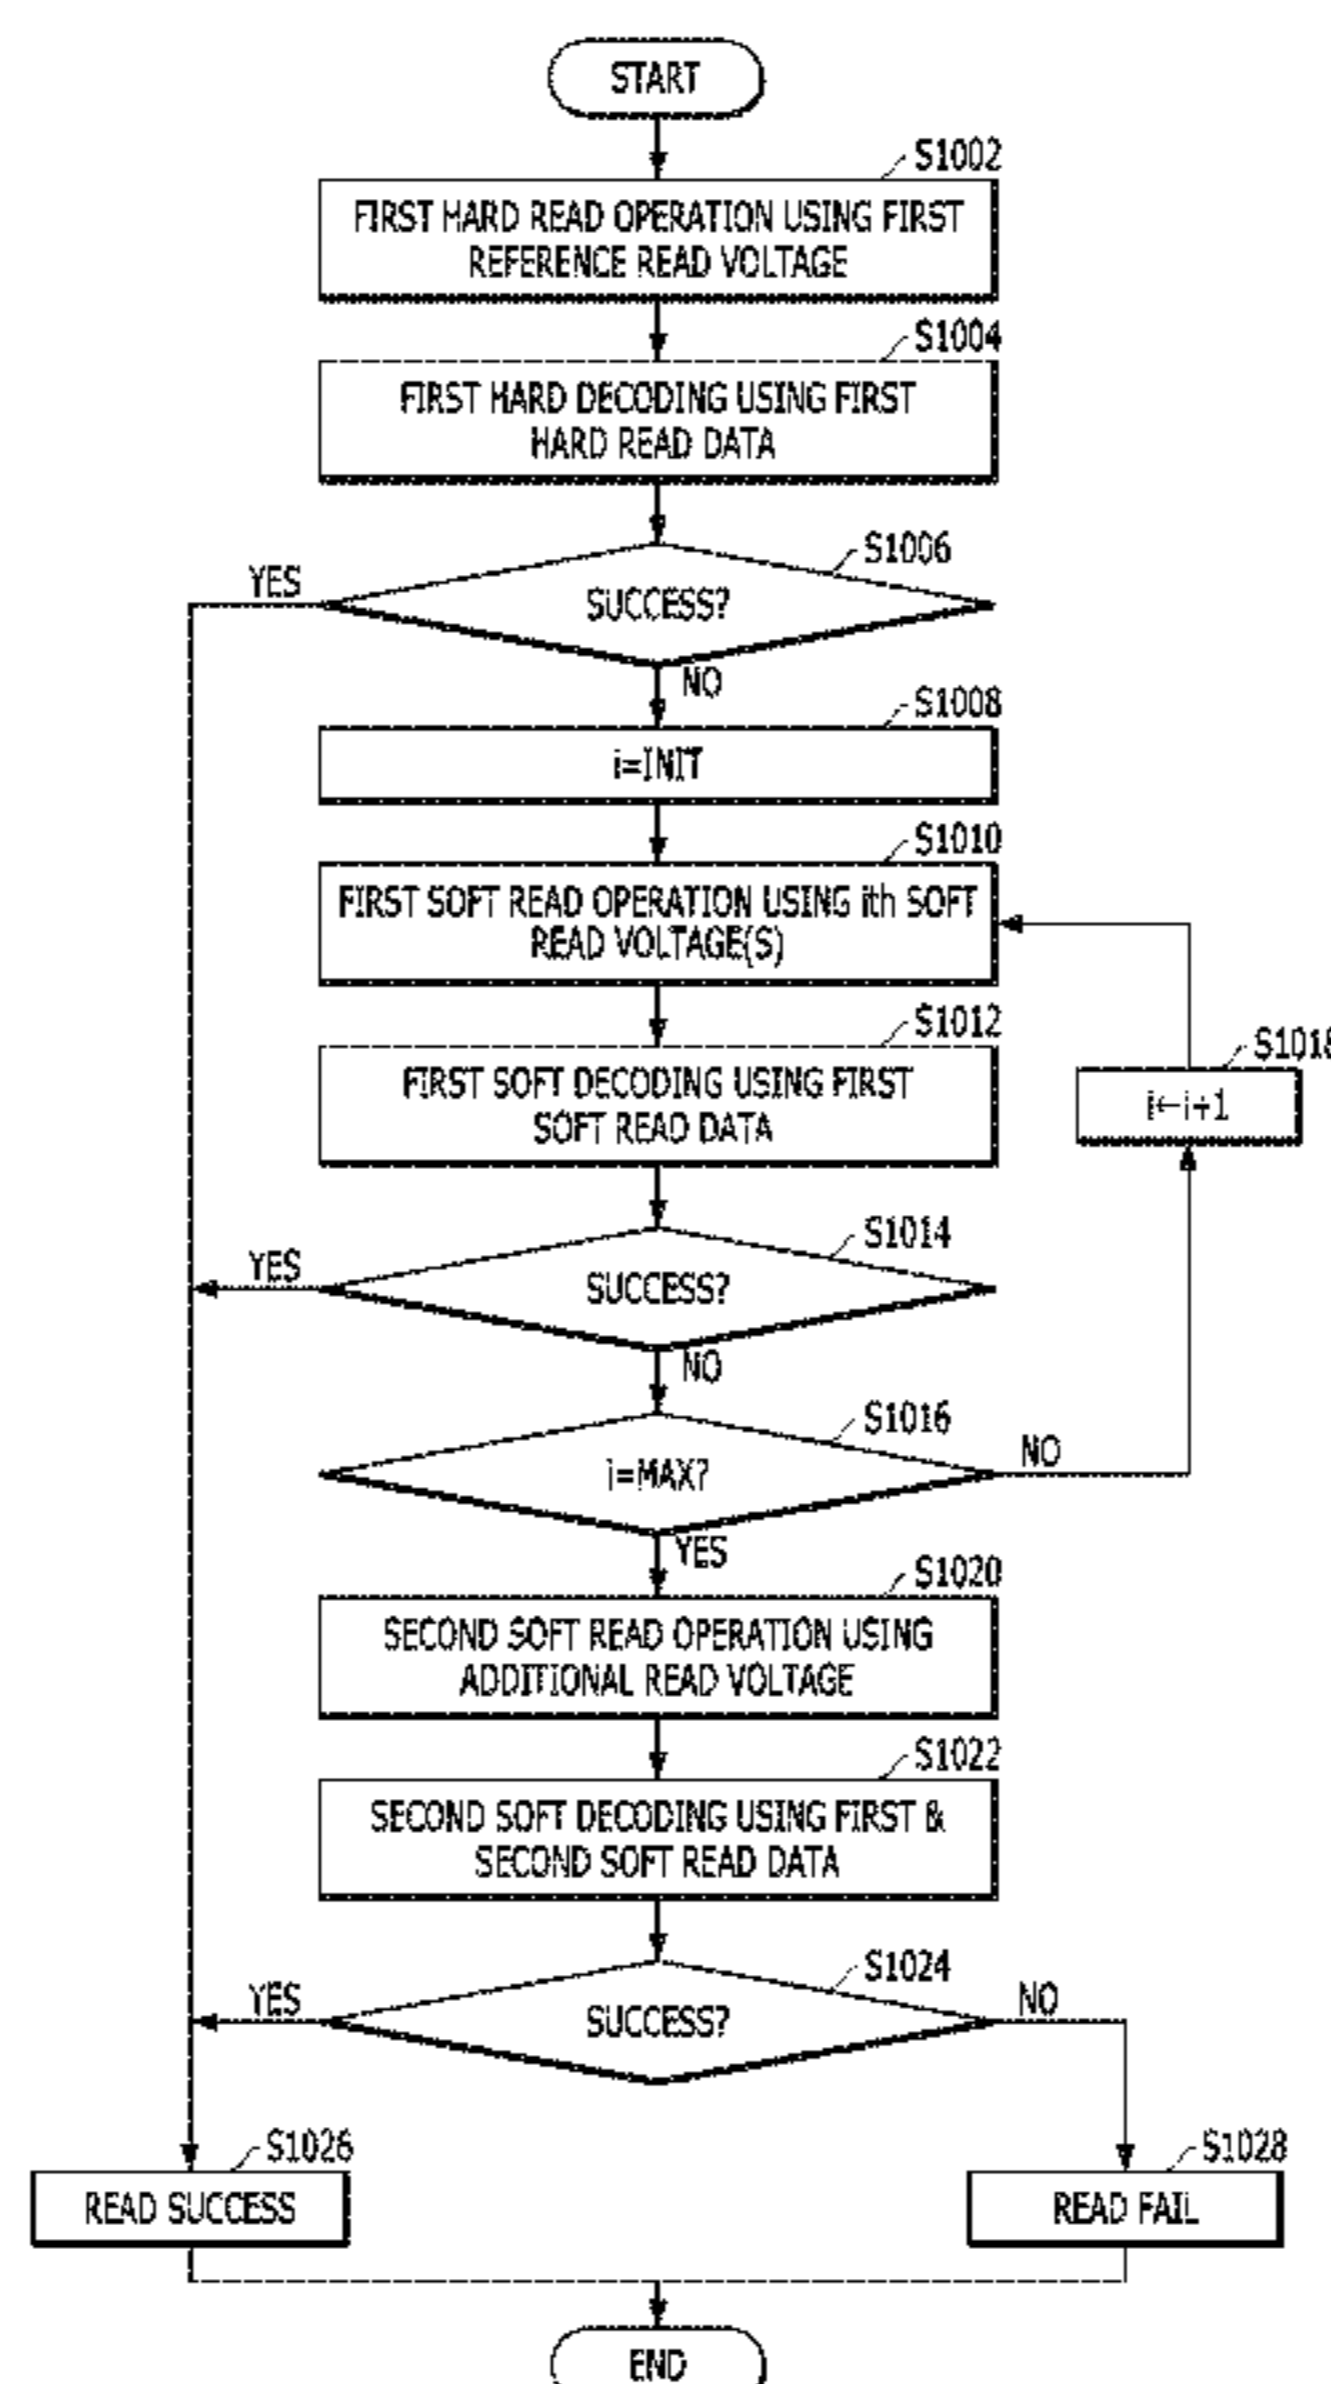 START
S1002
FIRST HARD READ OPERATION USING FIRST
REFERENCE READ VOLTAGE
S1004
FIRST HARD DECODING USING FIRST
HARD READ DATA
S1006
YES
SUCCESS?
NO
S1008
i=INIT
S1010
FIRST SOFT READ OPERATION USING ith SOFT
READ VOLTAGE(S)
S1012
FIRST SOFT DECODING USING FIRST
SOFT READ DATA
S1018
i←i+1
S1014
YES
SUCCESS?
NO
S1016
i=MAX?
NO
YES
S1020
SECOND SOFT READ OPERATION USING
ADDITIONAL READ VOLTAGE
S1022
SECOND SOFT DECODING USING FIRST &
SECOND SOFT READ DATA
S1024
YES
SUCCESS?
NO
S1026
READ SUCCESS
S1028
READ FAIL
END